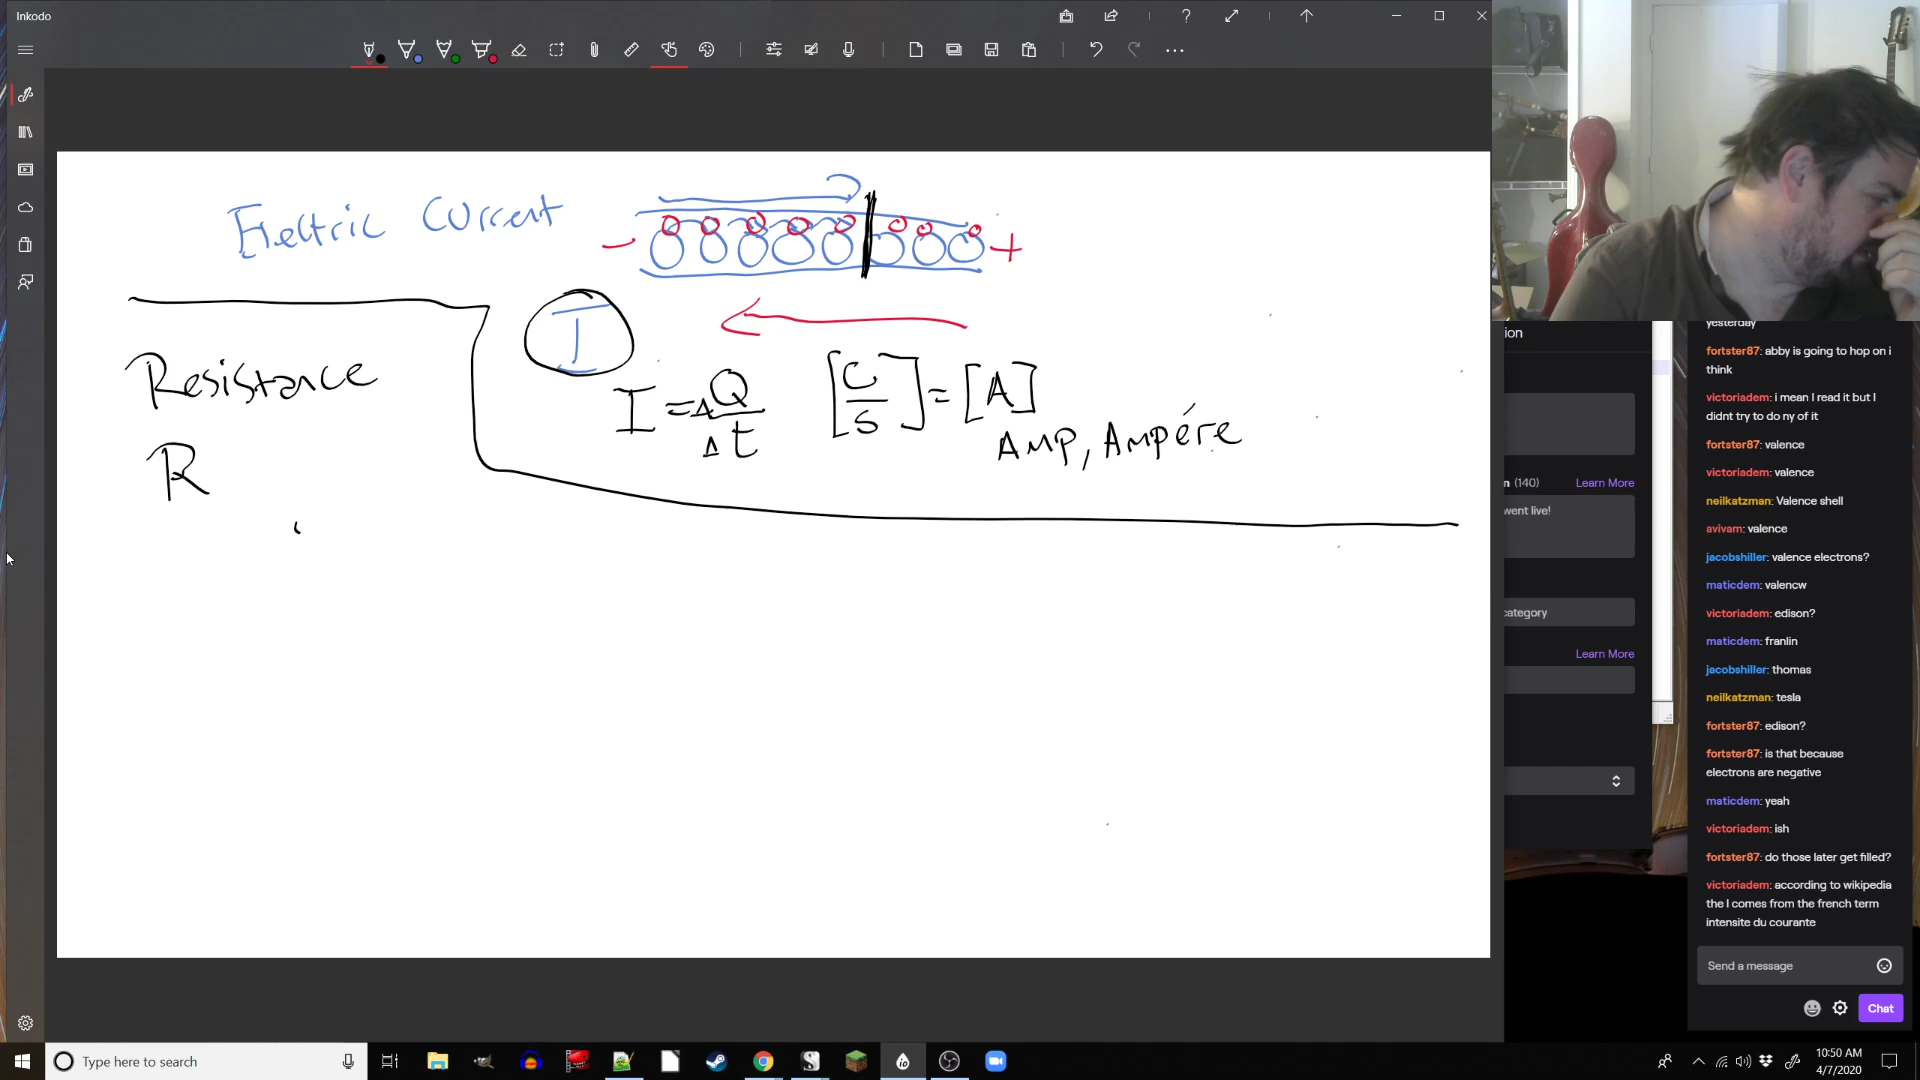 Inkodo
Electric Current
- +
I
Resistance
R
I = ΔQ/Δt [C/s] = [A]
Amp, Ampére
tion
n (140) Learn More
went live!
category
Learn More
yesterday
fortster87: abby is going to hop on i
think
victoriadem: i mean I read it but I
didnt try to do ny of it
fortster87: valence
victoriadem: valence
neilkatzman: Valence shell
avivam: valence
jacobshiller: valence electrons?
maticdem: valencw
victoriadem: edison?
maticdem: franlin
jacobshiller: thomas
neilkatzman: tesla
fortster87: edison?
fortster87: is that because
electrons are negative
maticdem: yeah
victoriadem: ish
fortster87: do those later get filled?
victoriadem: according to wikipedia
the I comes from the french term
intensite du courante
Send a message
Chat
Type here to search
10:50 AM
4/7/2020